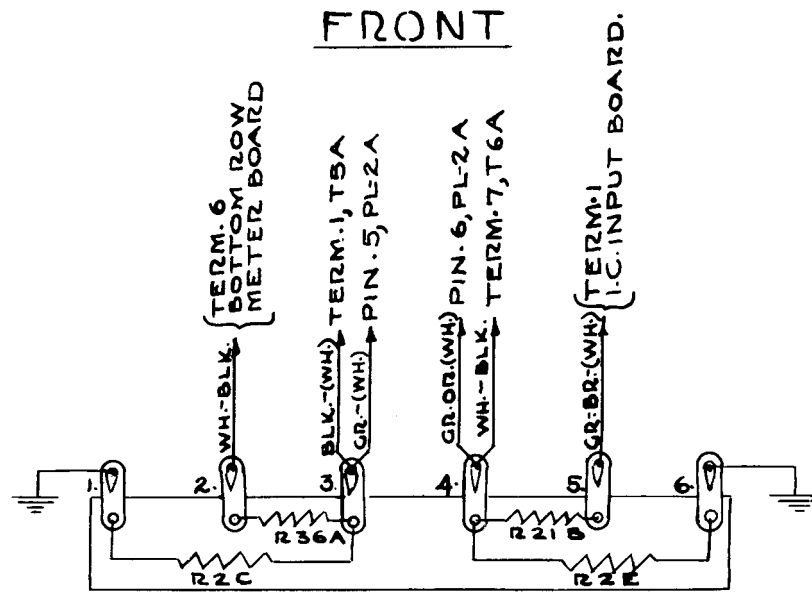 FRONT
TERM. 6
BOTTOM ROW
METER BOARD
WH.-BLK.
TERM. 1, T5A
BLK.-(WH.)
PIN. 5, PL-2A
GR.-(WH.)
PIN. 6, PL-2A
GR.OR.(WH.)
TERM. 7, T6A
WH.-BLK.
TERM. 1
I.C. INPUT BOARD.
GR=BR-(WH.)
1. 2. 3. 4. 5. 6.
R36A R21B
R2C R2E